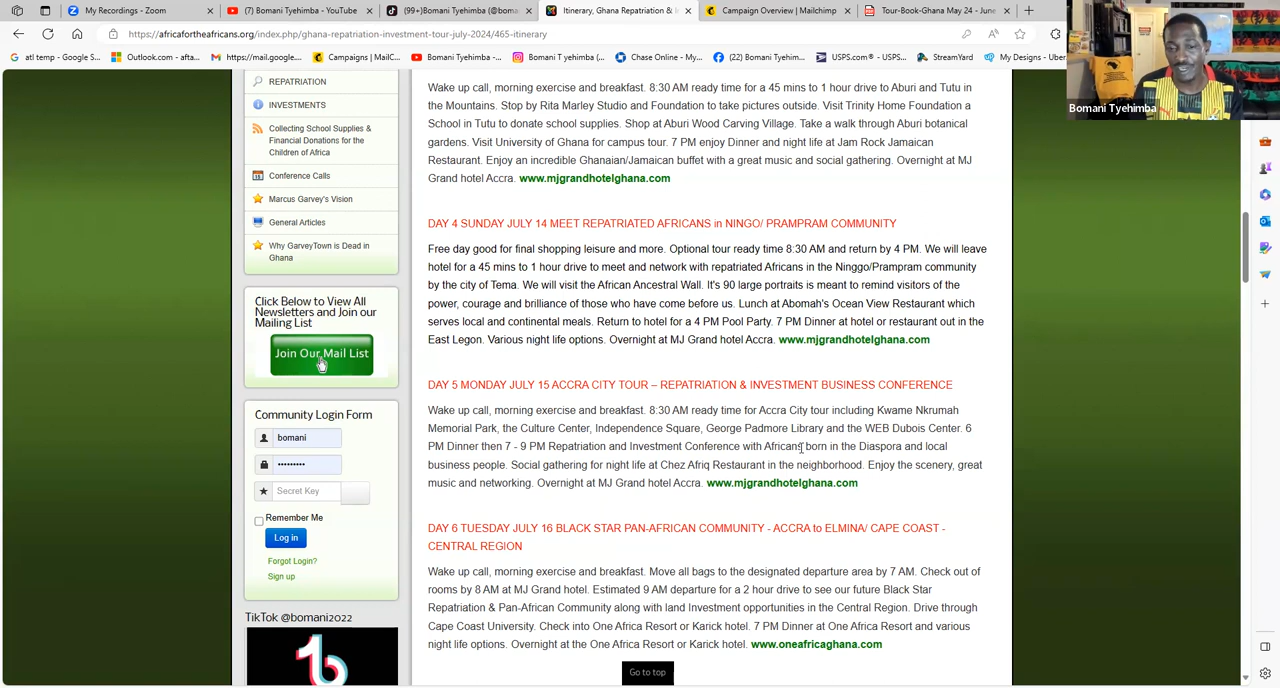 My Recordings - Zoom
(7) Bomani Tyehimba - YouTube
(99+)Bomani Tyehimba (@boma
Itinerary, Ghana Repatriation & I
Campaign Overview | Mailchimp
Tour-Book-Ghana May 24 - June
https://africafortheafricans.org/index.php/ghana-repatriation-investment-tour-july-2024/465-itinerary
atl temp - Google S...
Outlook.com - afta...
https://mail.google...
Campaigns | MailC...
Bomani Tyehimba -...
Bomani T yehimba (...
Chase Online - My...
(22) Bomani Tyehim...
USPS.com® - USPS...
StreamYard
My Designs: Uber
Bomani Tyehimba
REPATRIATION
INVESTMENTS
Collecting School Supplies &
Financial Donations for the
Children of Africa
Conference Calls
Marcus Garvey's Vision
General Articles
Why GarveyTown is Dead in
Ghana
Click Below to View All
Newsletters and Join our
Mailing List
Join Our Mail List
Community Login Form
bomani
•••••••••
Secret Key
Remember Me
Log in
Forgot Login?
Sign up
TikTok @bomani2022
Wake up call, morning exercise and breakfast. 8:30 AM ready time for a 45 mins to 1 hour drive to Aburi and Tutu in
the Mountains. Stop by Rita Marley Studio and Foundation to take pictures outside. Visit Trinity Home Foundation a
School in Tutu to donate school supplies. Shop at Aburi Wood Carving Village. Take a walk through Aburi botanical
gardens. Visit University of Ghana for campus tour. 7 PM enjoy Dinner and night life at Jam Rock Jamaican
Restaurant. Enjoy an incredible Ghanaian/Jamaican buffet with a great music and social gathering. Overnight at MJ
Grand hotel Accra. www.mjgrandhotelghana.com
DAY 4 SUNDAY JULY 14 MEET REPATRIATED AFRICANS in NINGO/ PRAMPRAM COMMUNITY
Free day good for final shopping leisure and more. Optional tour ready time 8:30 AM and return by 4 PM. We will leave
hotel for a 45 mins to 1 hour drive to meet and network with repatriated Africans in the Ninggo/Prampram community
by the city of Tema. We will visit the African Ancestral Wall. It's 90 large portraits is meant to remind visitors of the
power, courage and brilliance of those who have come before us. Lunch at Abomah's Ocean View Restaurant which
serves local and continental meals. Return to hotel for a 4 PM Pool Party. 7 PM Dinner at hotel or restaurant out in the
East Legon. Various night life options. Overnight at MJ Grand hotel Accra. www.mjgrandhotelghana.com
DAY 5 MONDAY JULY 15 ACCRA CITY TOUR – REPATRIATION & INVESTMENT BUSINESS CONFERENCE
Wake up call, morning exercise and breakfast. 8:30 AM ready time for Accra City tour including Kwame Nkrumah
Memorial Park, the Culture Center, Independence Square, George Padmore Library and the WEB Dubois Center. 6
PM Dinner then 7 - 9 PM Repatriation and Investment Conference with Africans born in the Diaspora and local
business people. Social gathering for night life at Chez Afriq Restaurant in the neighborhood. Enjoy the scenery, great
music and networking. Overnight at MJ Grand hotel Accra. www.mjgrandhotelghana.com
DAY 6 TUESDAY JULY 16 BLACK STAR PAN-AFRICAN COMMUNITY - ACCRA to ELMINA/ CAPE COAST -
CENTRAL REGION
Wake up call, morning exercise and breakfast. Move all bags to the designated departure area by 7 AM. Check out of
rooms by 8 AM at MJ Grand hotel. Estimated 9 AM departure for a 2 hour drive to see our future Black Star
Repatriation & Pan-African Community along with land Investment opportunities in the Central Region. Drive through
Cape Coast University. Check into One Africa Resort or Karick hotel. 7 PM Dinner at One Africa Resort and various
night life options. Overnight at the One Africa Resort or Karick hotel. www.oneafricaghana.com
Go to top